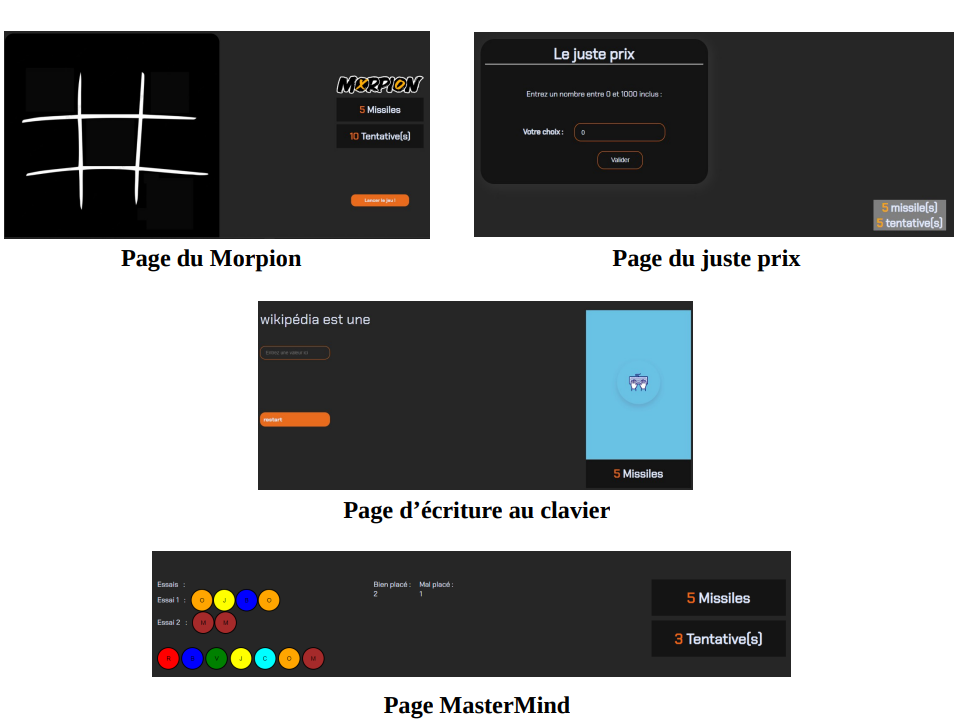 MORPION
5 Missiles
10 Tentative(s)
Lancer le jeu !
Page du Morpion
Le juste prix
Entrez un nombre entre 0 et 1000 inclus :
Votre choix : 0
Valider
5 missile(s)
5 tentative(s)
Page du juste prix
wikipédia est une
Entrez une valeur ici
restart
5 Missiles
Page d’écriture au clavier
Essais :
Essai 1 : O J B O
Essai 2 : M M
R B V J C O M
Bien placé : Mal placé :
2 1
5 Missiles
3 Tentative(s)
Page MasterMind